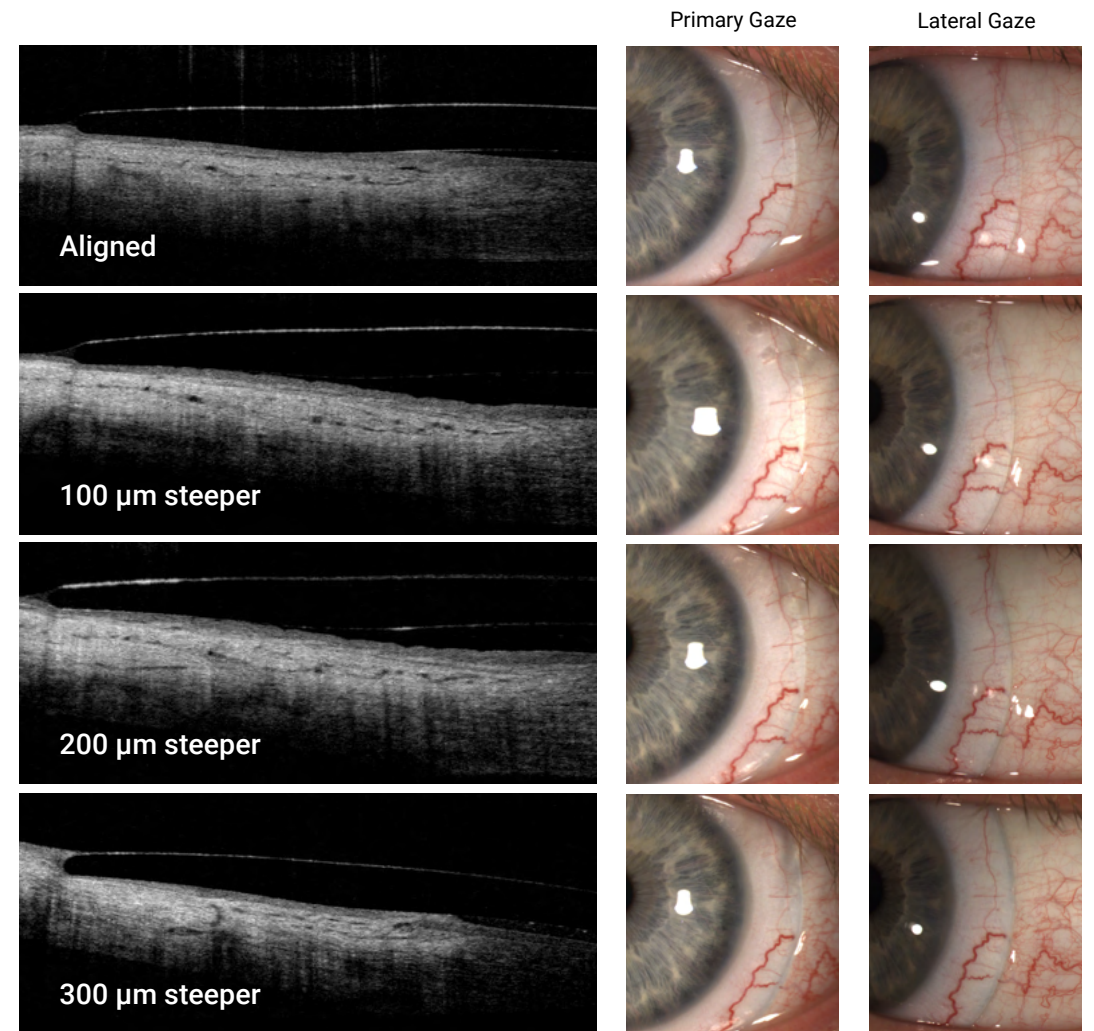 Primary Gaze
Lateral Gaze
Aligned
100 µm steeper
200 µm steeper
300 µm steeper